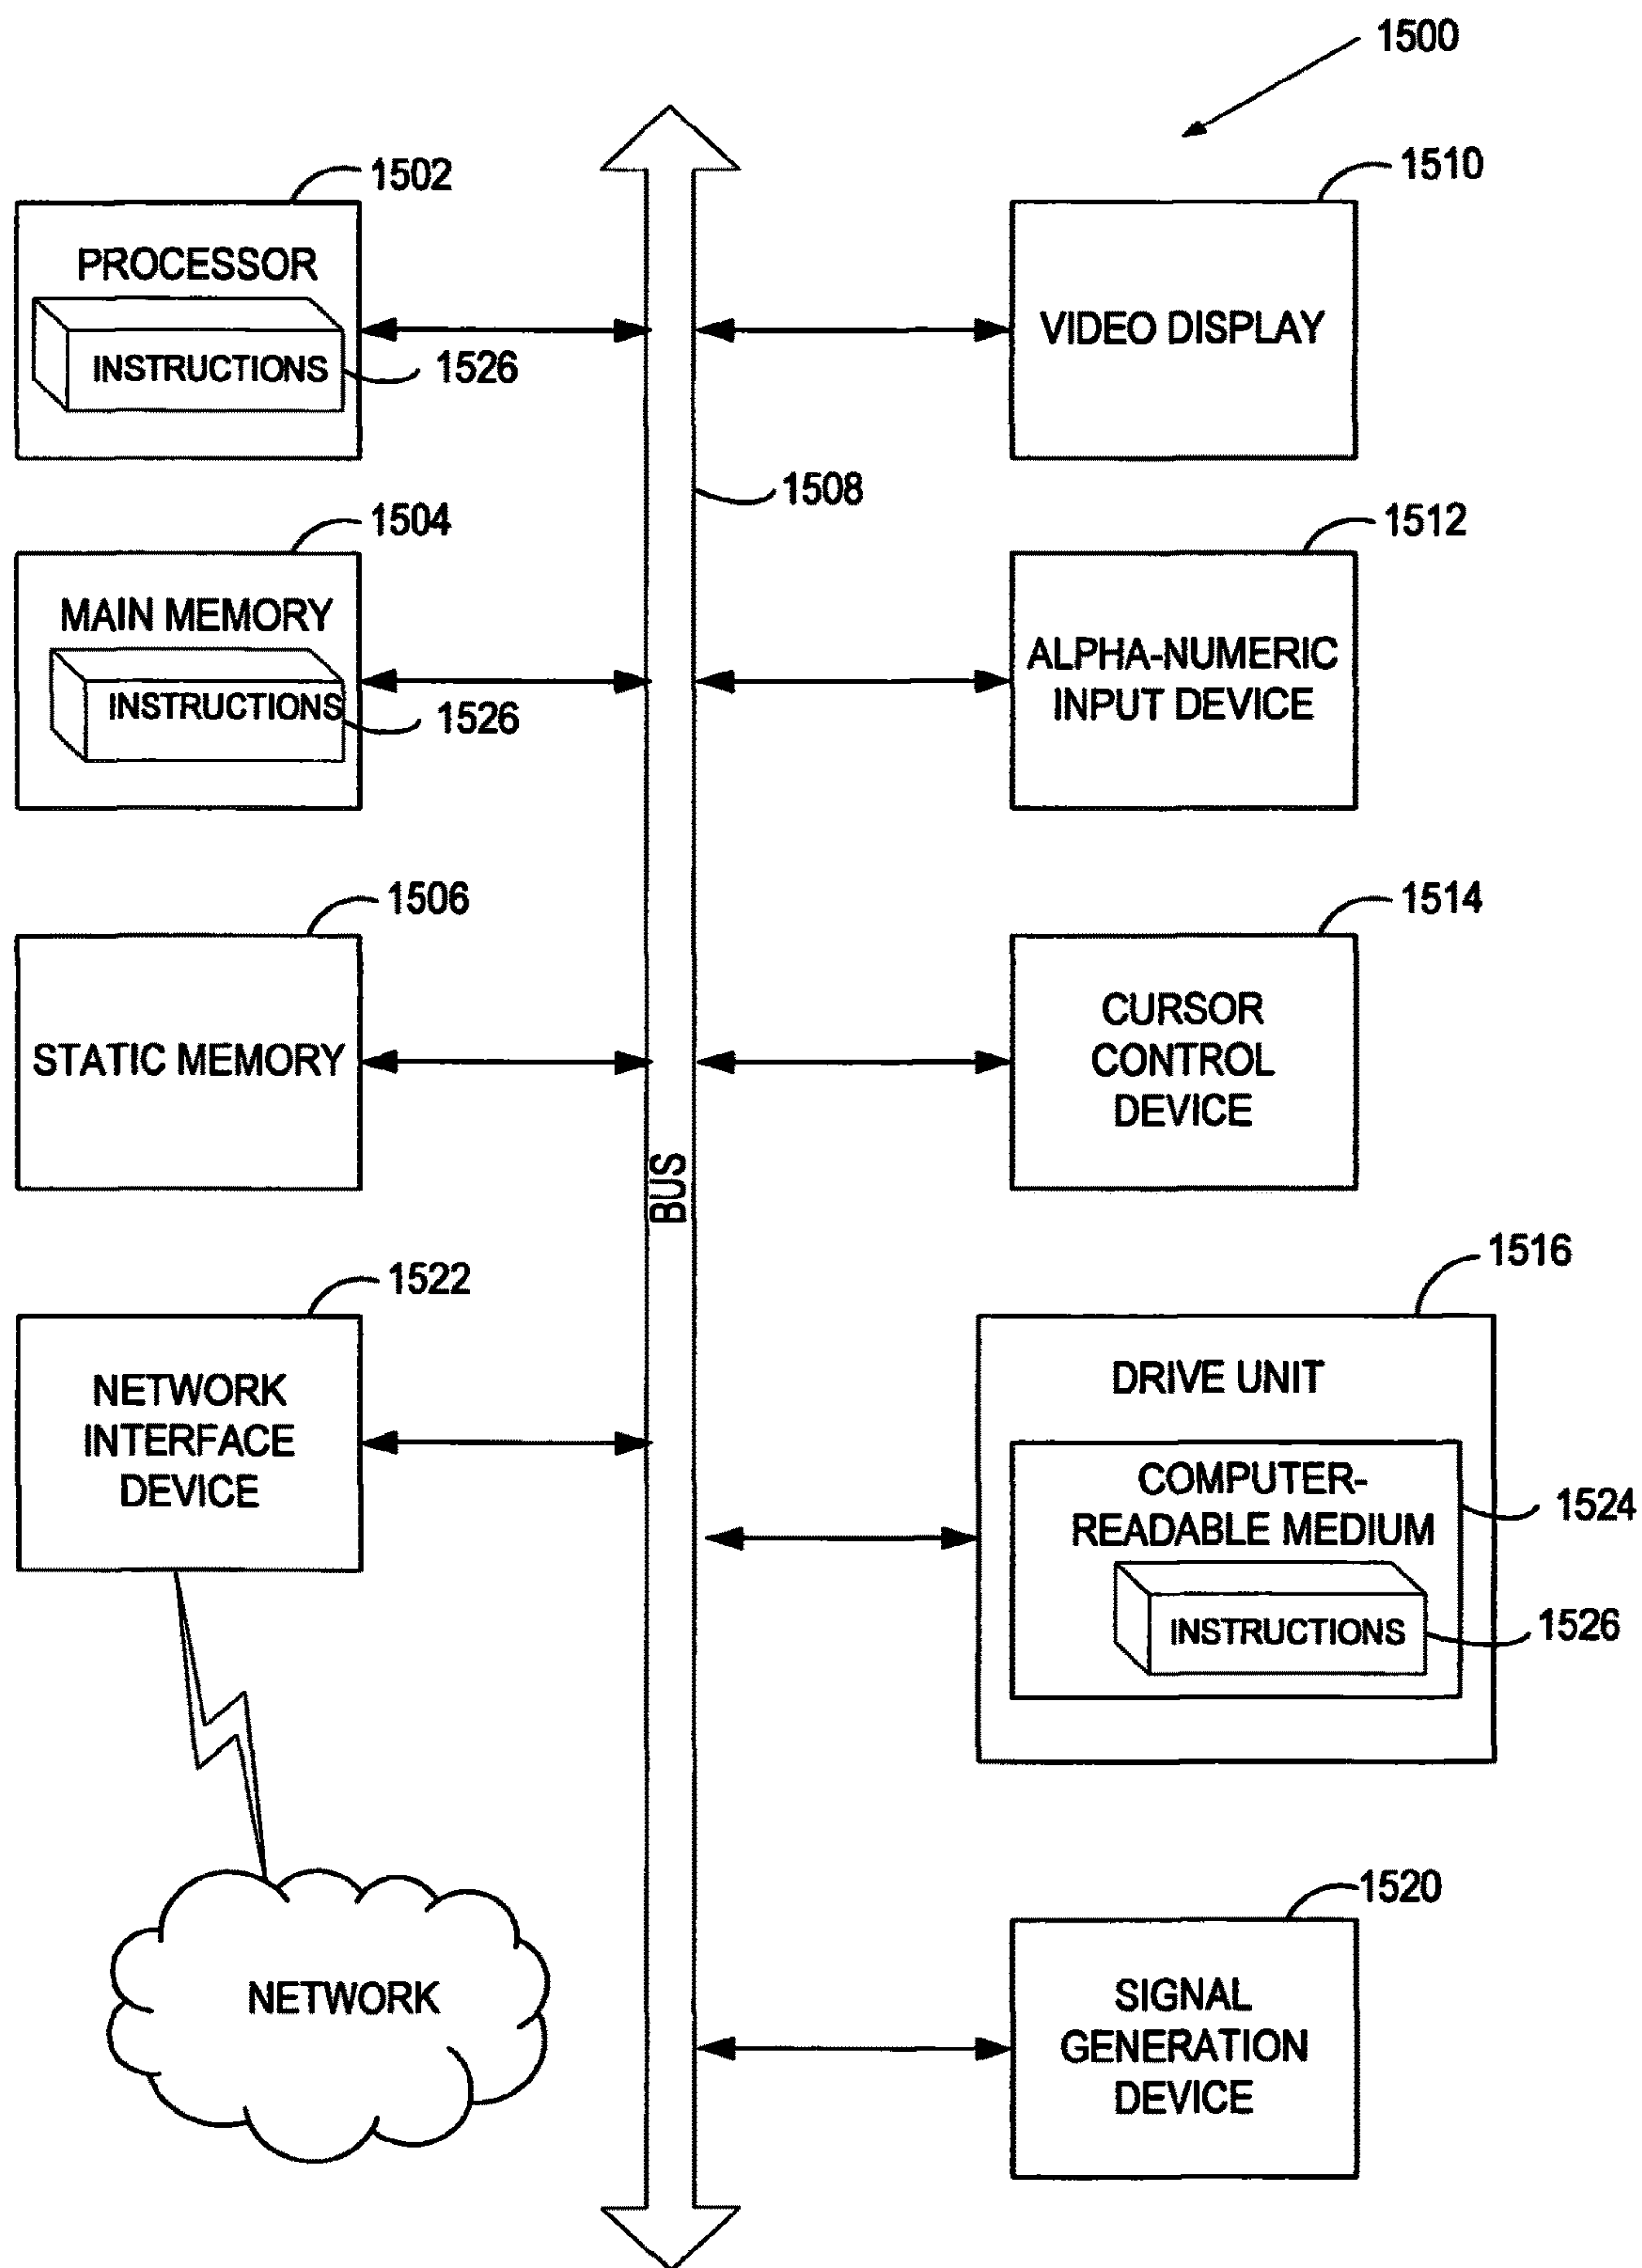 1500
1502
PROCESSOR
INSTRUCTIONS
1526
1504
MAIN MEMORY
INSTRUCTIONS
1526
1506
STATIC MEMORY
1522
NETWORK
INTERFACE
DEVICE
NETWORK
BUS
1508
1510
VIDEO DISPLAY
1512
ALPHA-NUMERIC
INPUT DEVICE
1514
CURSOR
CONTROL
DEVICE
1516
DRIVE UNIT
COMPUTER-
READABLE MEDIUM
1524
INSTRUCTIONS
1526
1520
SIGNAL
GENERATION
DEVICE